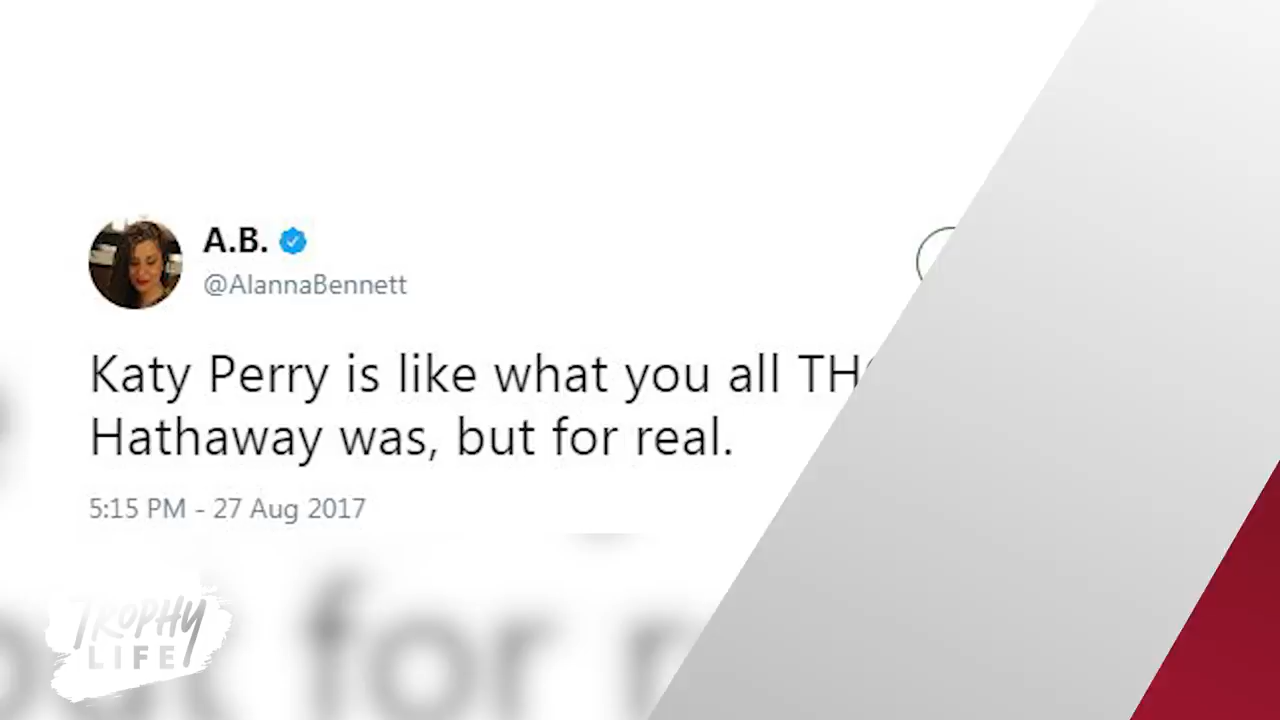 A.B.
@AlannaBennett
Katy Perry is like what you all
Hathaway was, but for real.
5:15 PM - 27 Aug 2017
TROPHY
LIFE